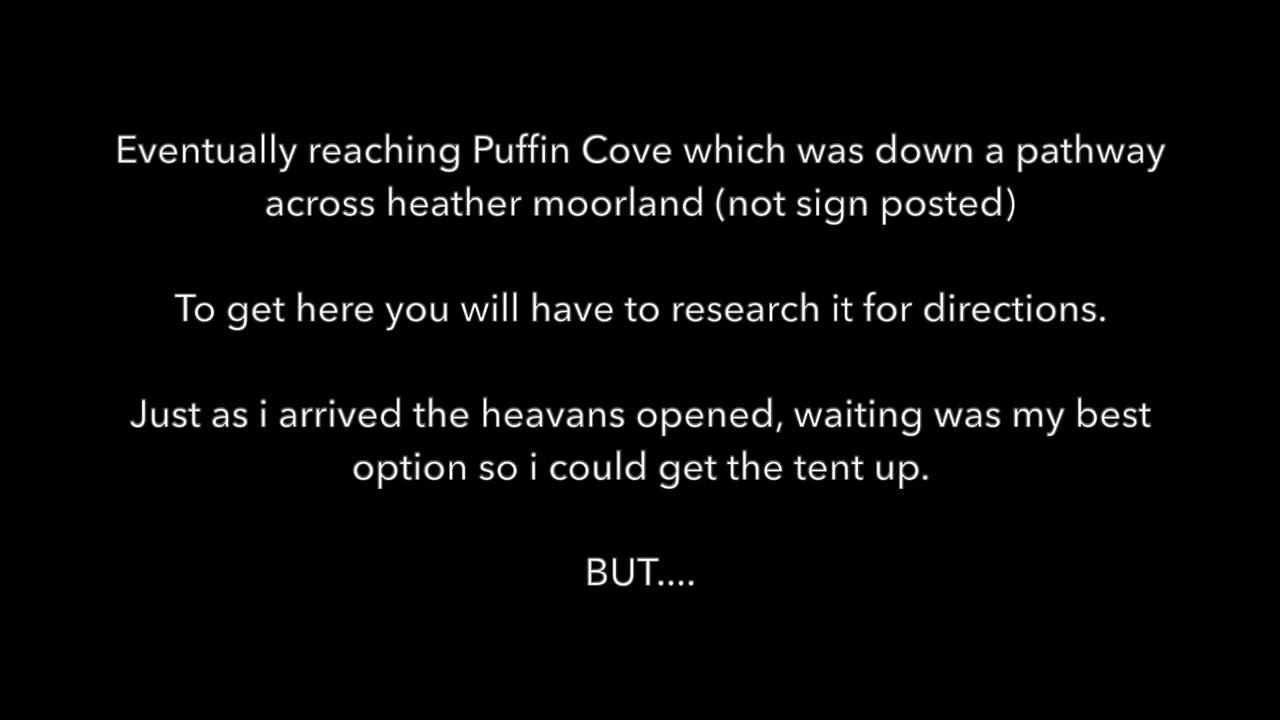 Eventually reaching Puffin Cove which was down a pathway
across heather moorland (not sign posted)
To get here you will have to research it for directions.
Just as i arrived the heavans opened, waiting was my best
option so i could get the tent up.
BUT....